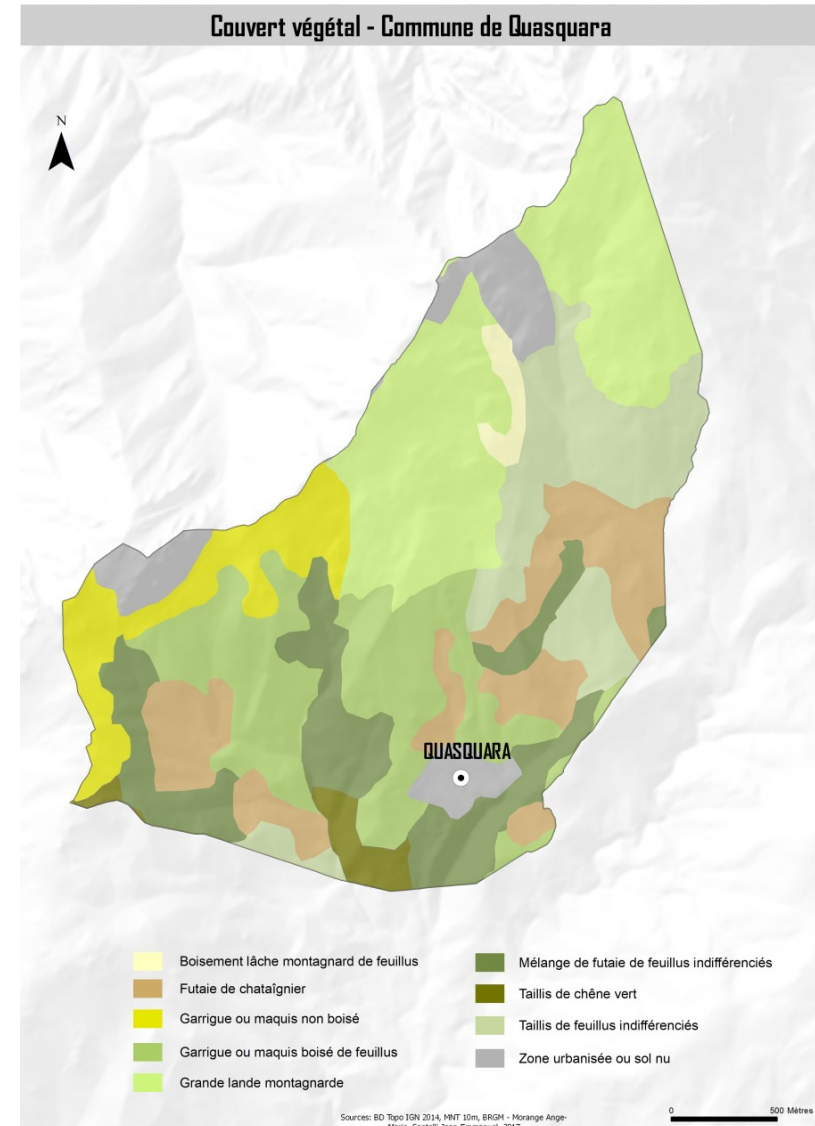 Couvert végétal - Commune de Quasquara
N
QUASQUARA
Boisement lâche montagnard de feuillus
Futaie de chataîgnier
Garrigue ou maquis non boisé
Garrigue ou maquis boisé de feuillus
Grande lande montagnarde
Mélange de futaie de feuillus indifférenciés
Taillis de chêne vert
Taillis de feuillus indifférenciés
Zone urbanisée ou sol nu
0 500 Mètres
Sources: BD Topo IGN 2014, MNT 10m, BRGM - Morange Ange-